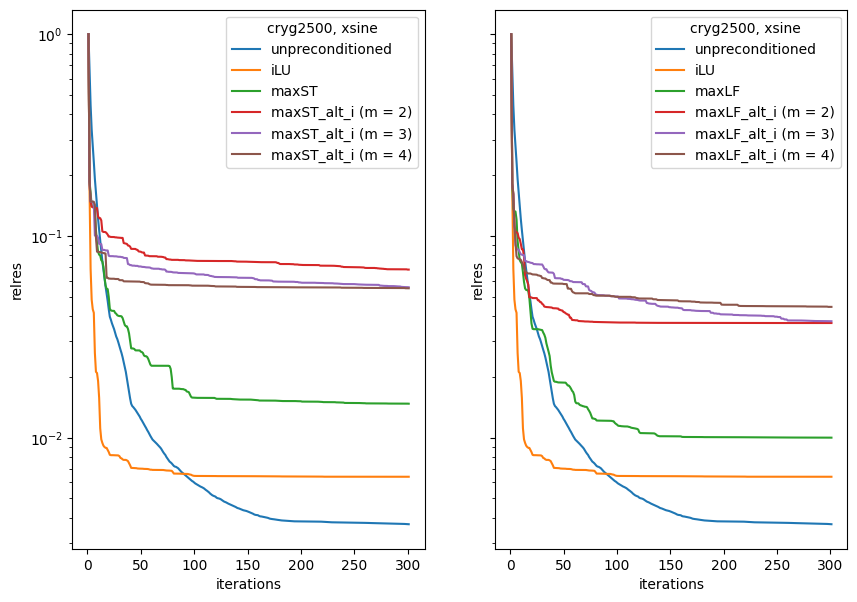 cryg2500, xsine
unpreconditioned
iLU
maxST
maxST_alt_i (m = 2)
maxST_alt_i (m = 3)
maxST_alt_i (m = 4)
10⁰
10⁻¹
10⁻²
relres
0 50 100 150 200 250 300
iterations
cryg2500, xsine
unpreconditioned
iLU
maxLF
maxLF_alt_i (m = 2)
maxLF_alt_i (m = 3)
maxLF_alt_i (m = 4)
relres
0 50 100 150 200 250 300
iterations